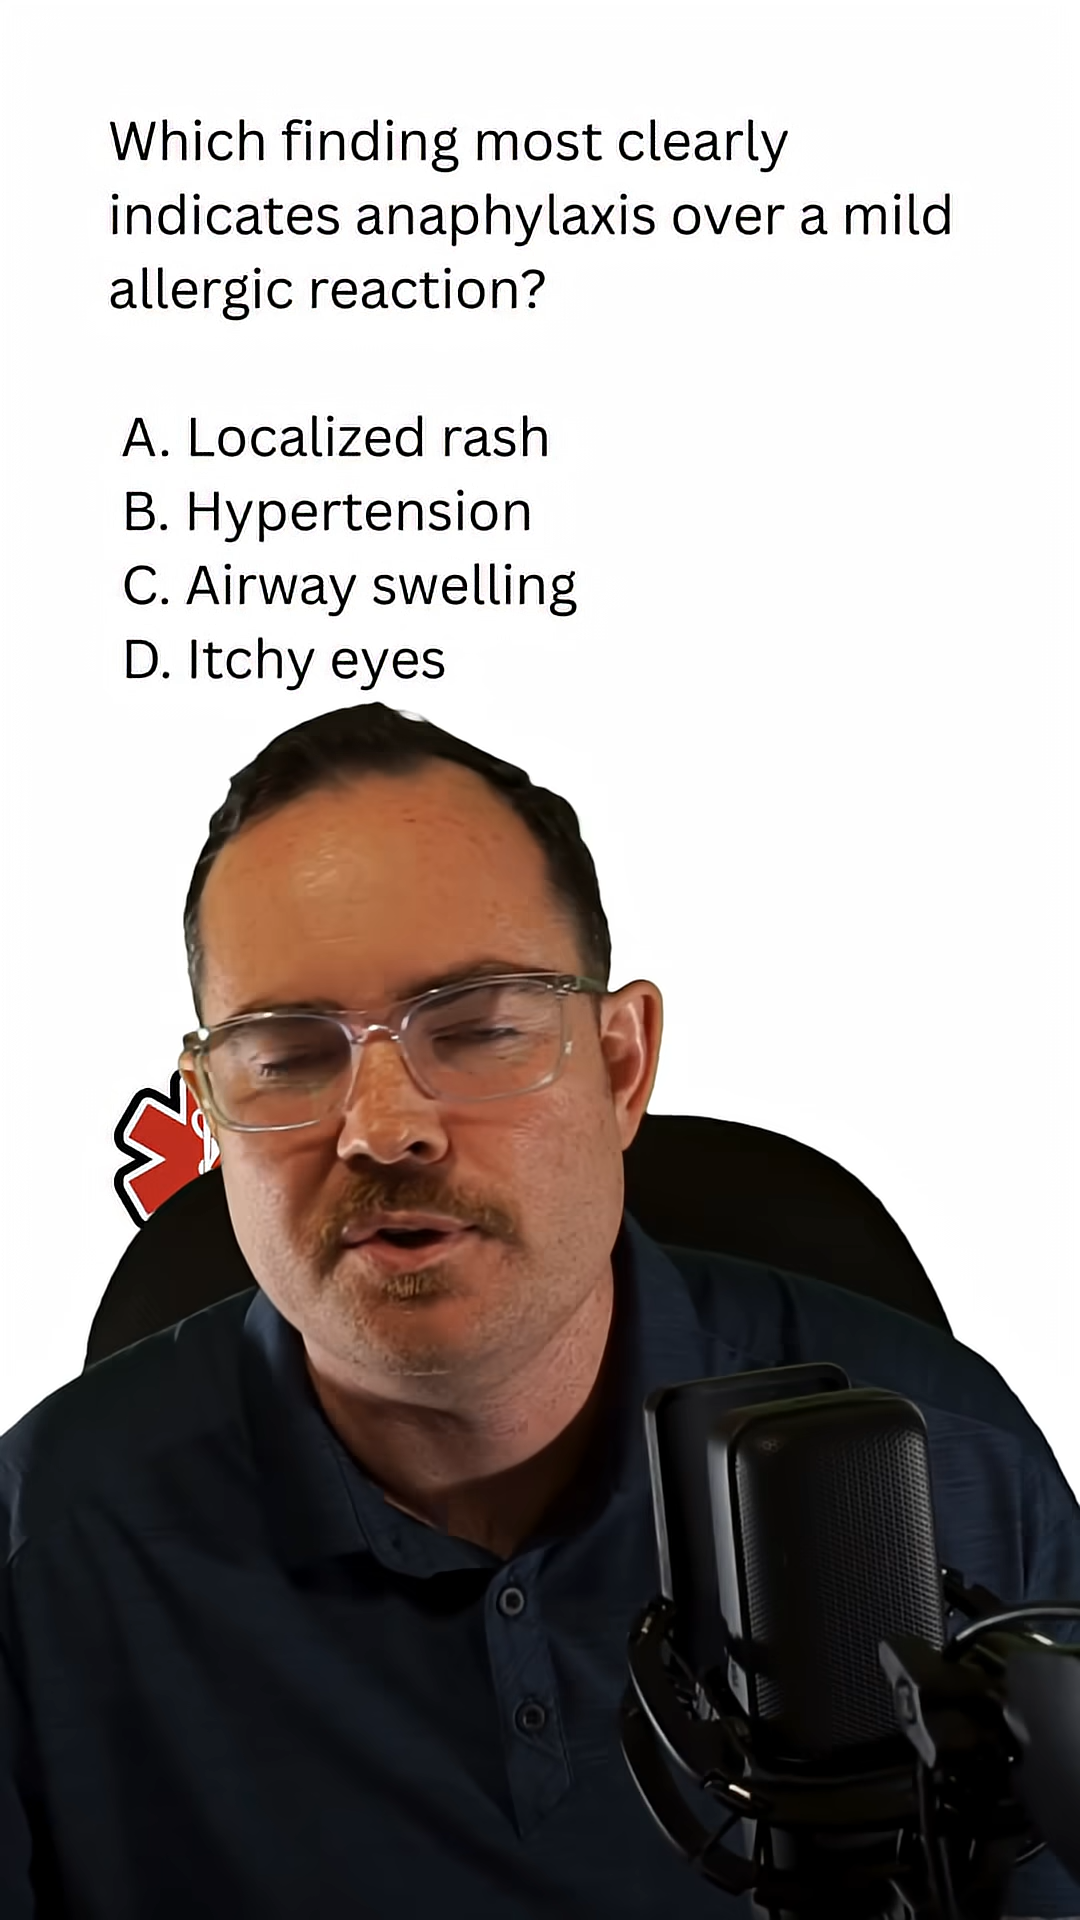 Which finding most clearly
indicates anaphylaxis over a mild
allergic reaction?
A. Localized rash
B. Hypertension
C. Airway swelling
D. Itchy eyes